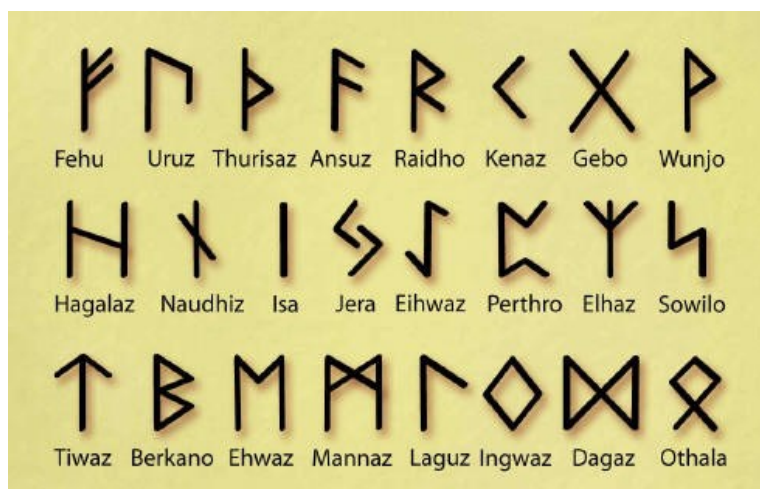 ᚠ ᚢ ᚦ ᚨ ᚱ ᚲ ᚷ ᚹ
Fehu Uruz Thurisaz Ansuz Raidho Kenaz Gebo Wunjo
ᚺ ᚾ ᛁ ᛃ ᛇ ᛈ ᛉ ᛋ
Hagalaz Naudhiz Isa Jera Eihwaz Perthro Elhaz Sowilo
ᛏ ᛒ ᛖ ᛗ ᛚ ᛜ ᛞ ᛟ
Tiwaz Berkano Ehwaz Mannaz Laguz Ingwaz Dagaz Othala